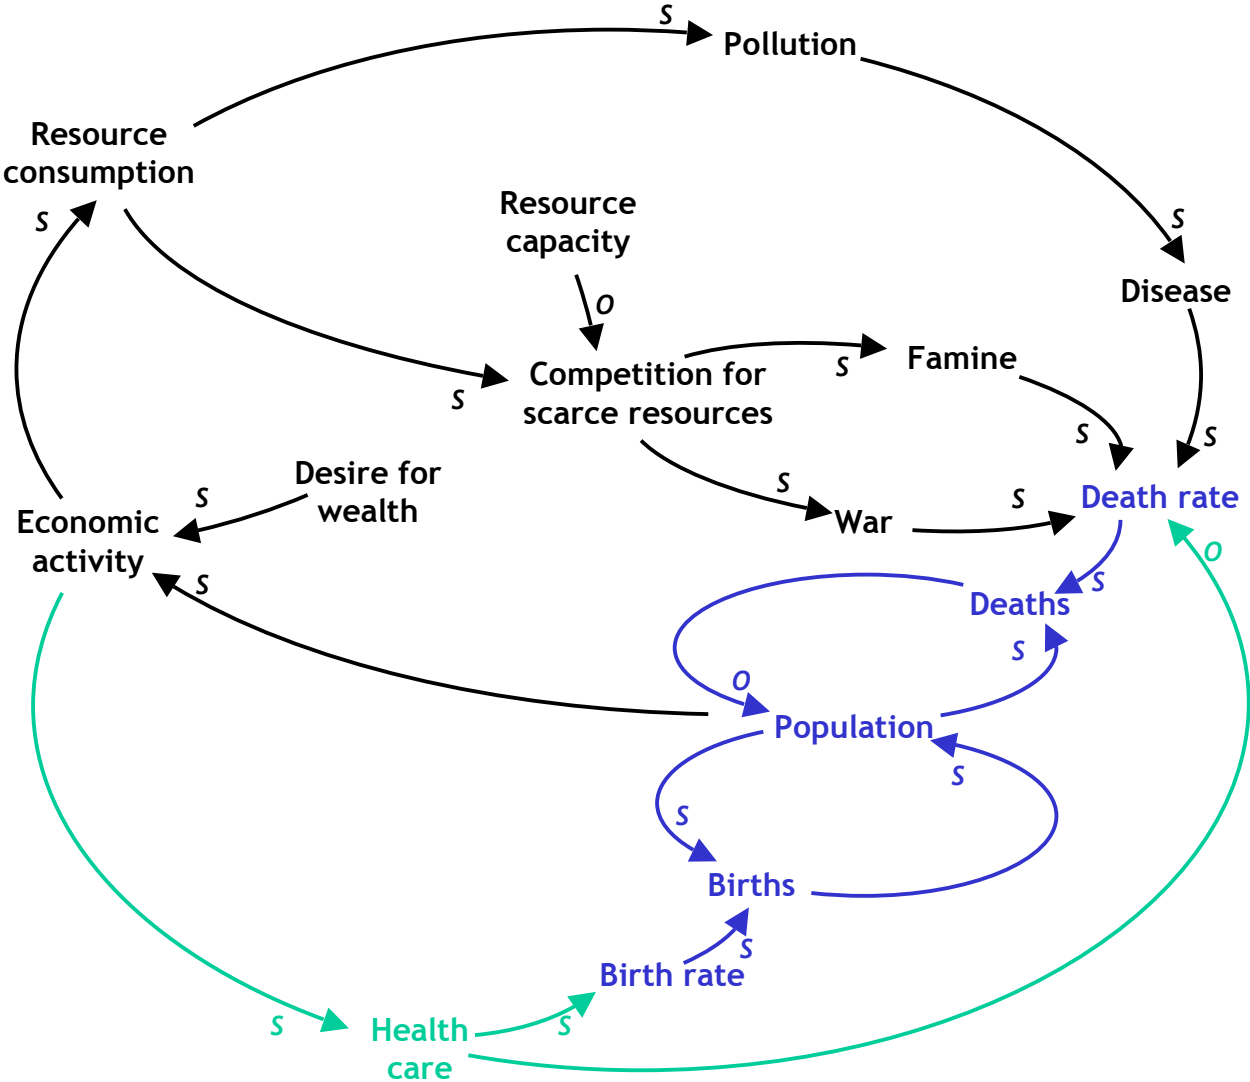 S
Pollution
Resource
consumption
S
Resource
capacity
S
O
Disease
Competition for
scarce resources
S
S
Famine
S
S
S
Desire for
wealth
S
S
S
Death rate
War
Economic
activity
S
O
S
Deaths
S
O
Population
S
S
Births
S
Birth rate
S
S
Health
care